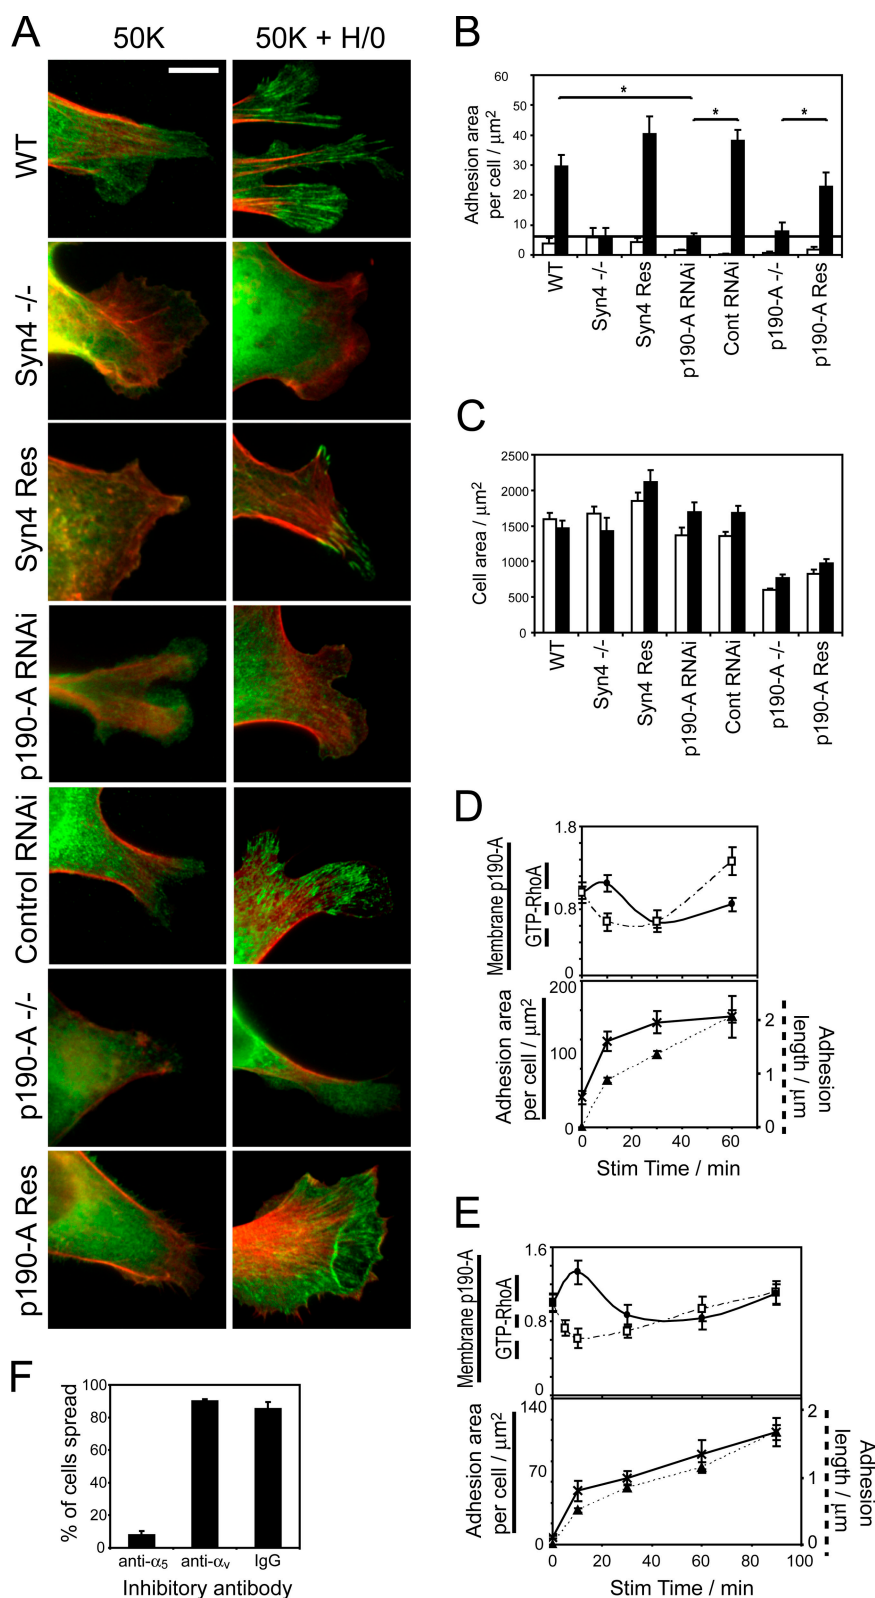 A
50K
50K + H/0
WT
Syn4 -/-
Syn4 Res
p190-A RNAi
Control RNAi
p190-A -/-
p190-A Res
B
Adhesion area
per cell / μm2
60
50
40
30
20
10
0
*
*
*
WT
Syn4 -/-
Syn4 Res
p190-A RNAi
Cont RNAi
p190-A -/-
p190-A Res
C
Cell area / μm2
2500
2000
1500
1000
500
0
WT
Syn4 -/-
Syn4 Res
p190-A RNAi
Cont RNAi
p190-A -/-
p190-A Res
D
Membrane p190-A
GTP-RhoA
1.8
0.8
0
Adhesion area
per cell / μm2
200
100
0
2
1
0
Adhesion
length / μm
0 20 40 60
Stim Time / min
E
Membrane p190-A
GTP-RhoA
1.6
0.8
0
Adhesion area
per cell / μm2
140
70
0
2
1
0
Adhesion
length / μm
0 20 40 60 80 100
Stim Time / min
F
% of cells spread
100
80
60
40
20
0
anti-α5 anti-αv IgG
Inhibitory antibody